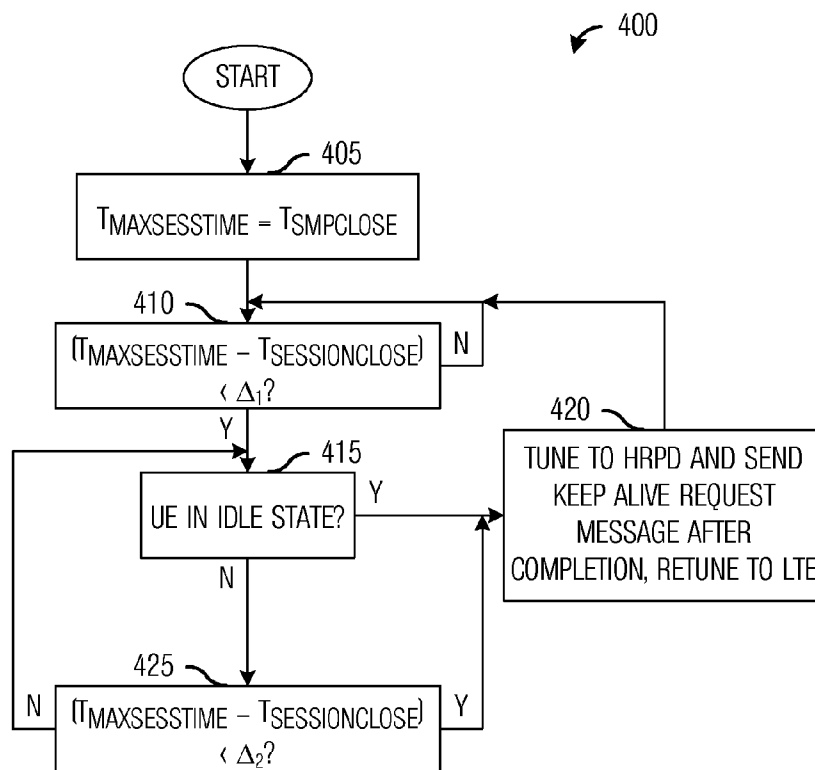 400
START
405
TMAXSESSTIME = TSMPCLOSE
410
(TMAXSESSTIME – TSESSIONCLOSE)
< Δ1?
N
Y
415
UE IN IDLE STATE?
Y
N
420
TUNE TO HRPD AND SEND
KEEP ALIVE REQUEST
MESSAGE AFTER
COMPLETION, RETUNE TO LTE
425
N
(TMAXSESSTIME – TSESSIONCLOSE)
< Δ2?
Y